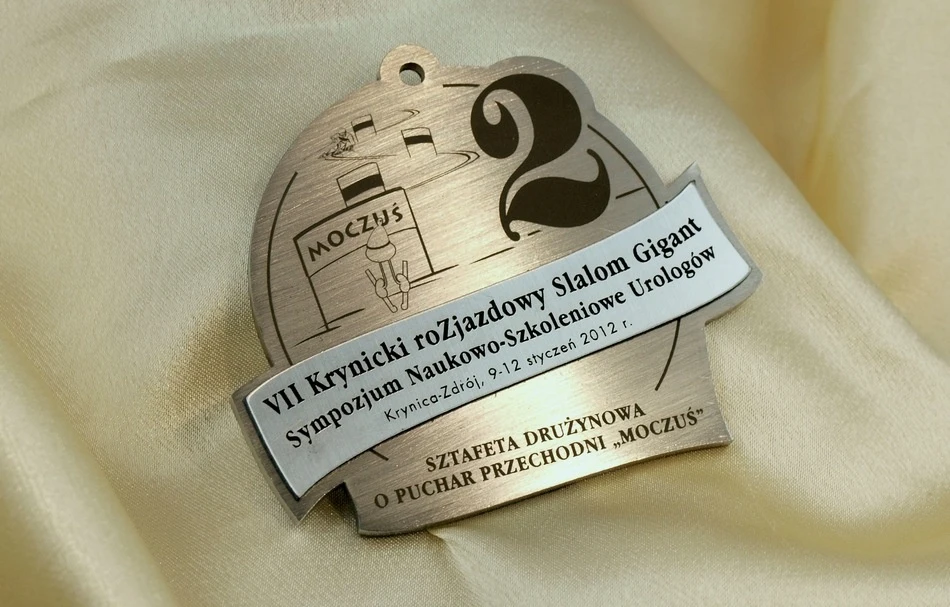 2
MOCZUŚ
VII Krynicki roZjazdowy Slalom Gigant
Sympozjum Naukowo-Szkoleniowe Urologów
Krynica-Zdrój, 9-12 styczeń 2012 r.
SZTAFETA DRUŻYNOWA
O PUCHAR PRZECHODNI „MOCZUŚ”